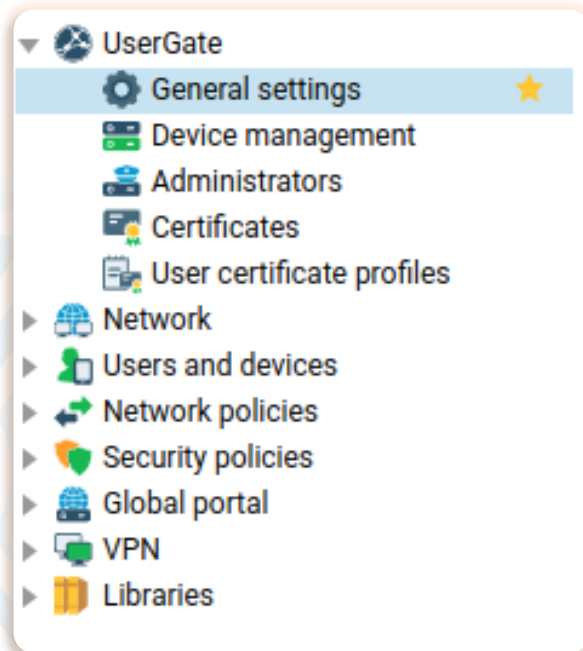 UserGate
General settings
Device management
Administrators
Certificates
User certificate profiles
Network
Users and devices
Network policies
Security policies
Global portal
VPN
Libraries